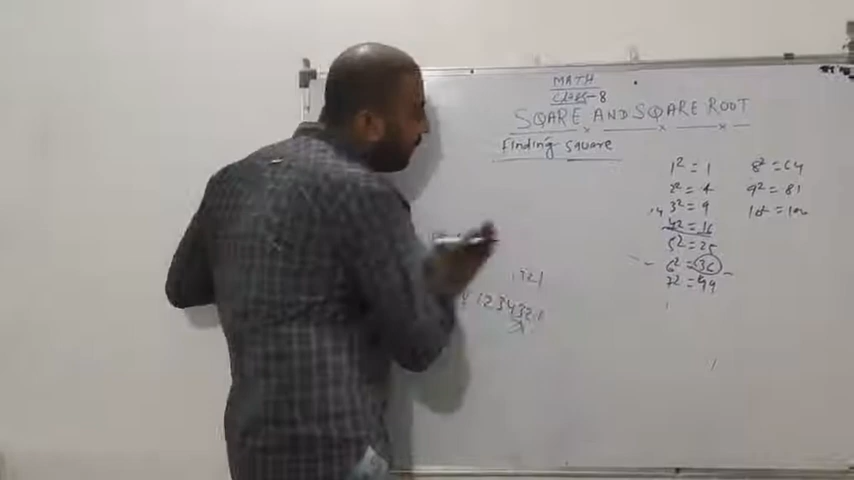 MATH
Class-8
SQARE AND SQARE ROOT
Finding square
1² = 1
2² = 4
3² = 9
4² = 16
5² = 25
6² = 36
7² = 49
8² = 64
9² = 81
10² = 100
121
1234321